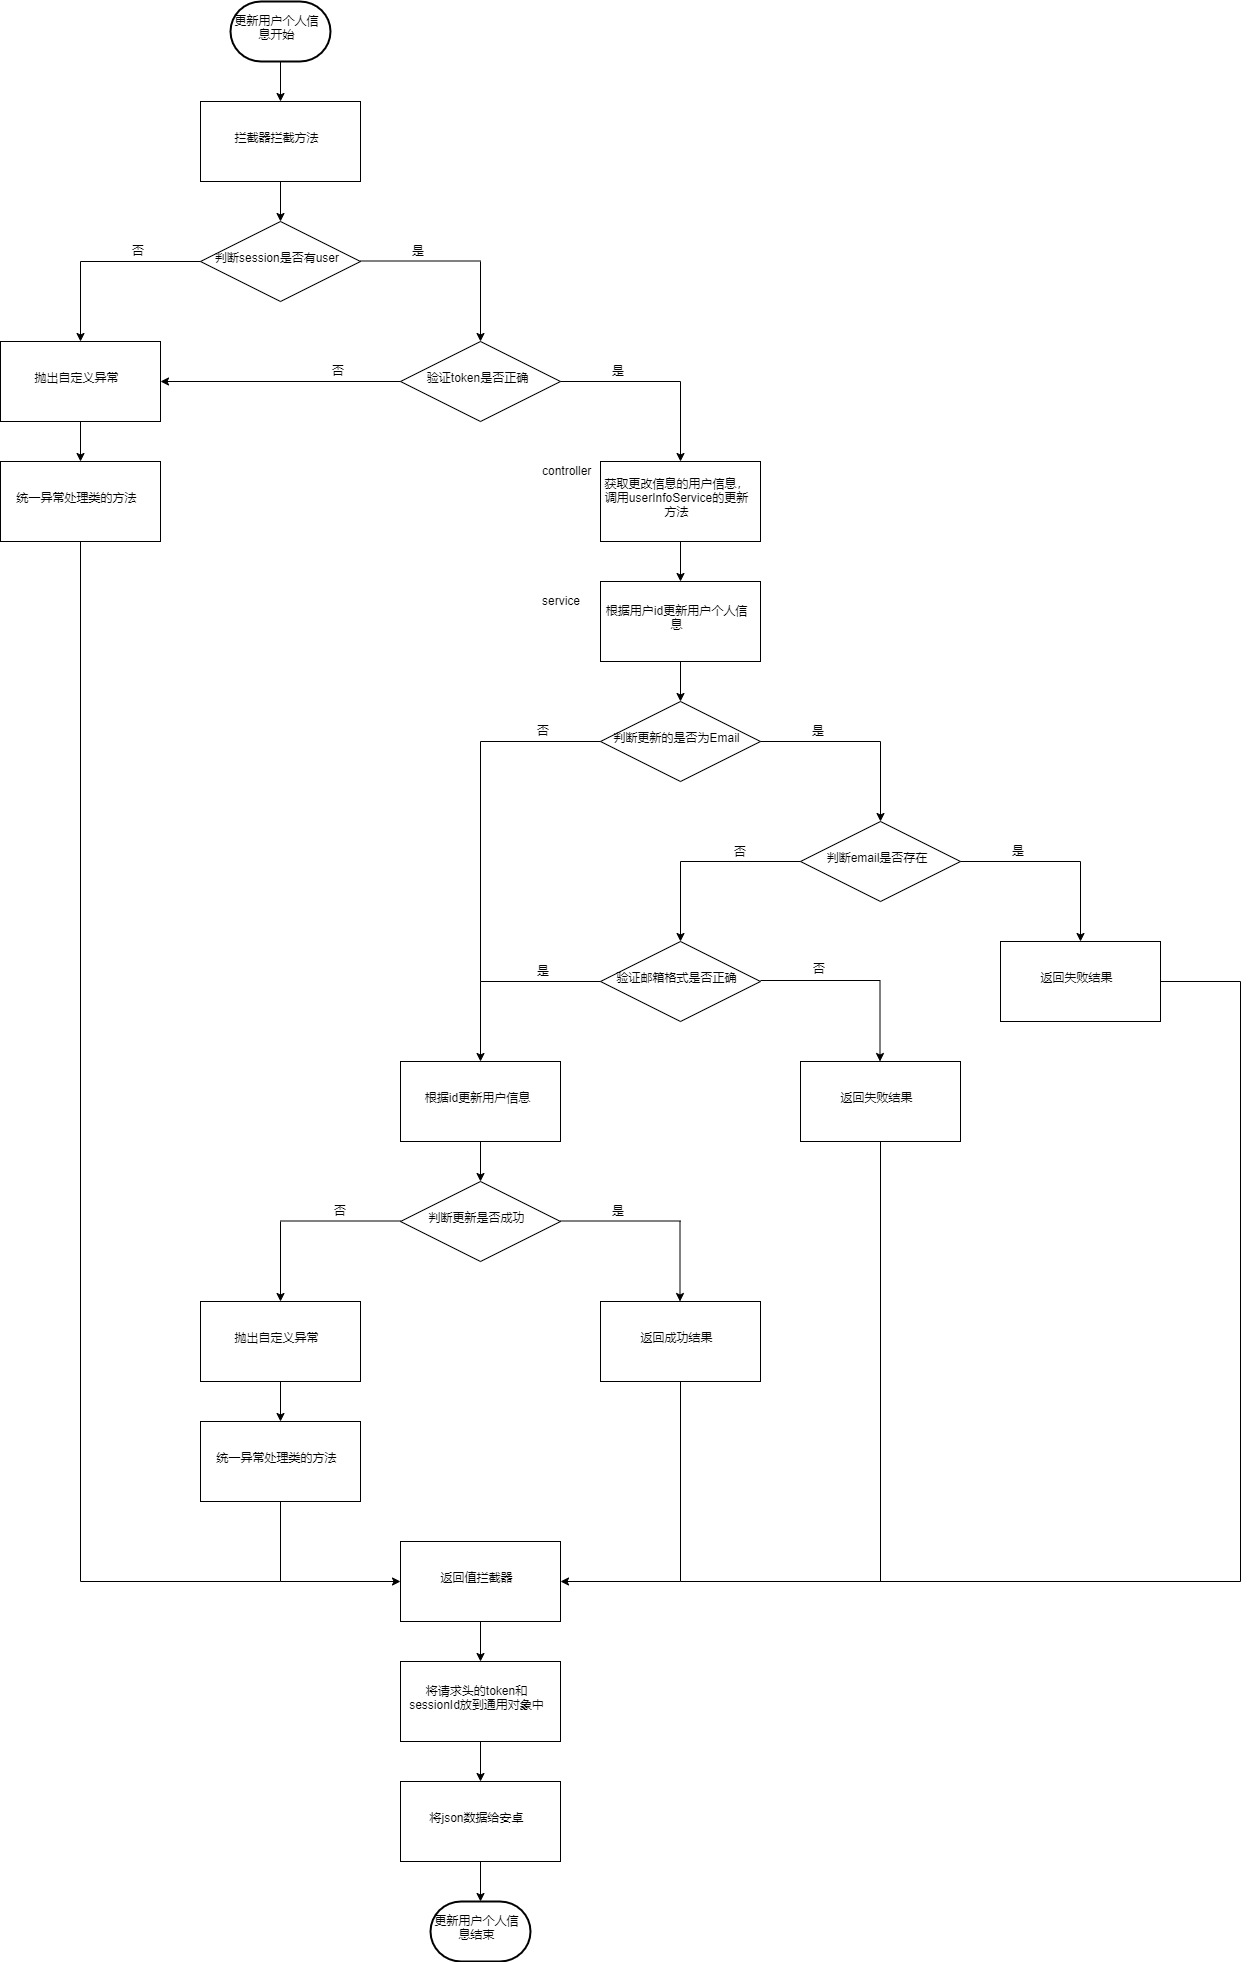 更新用户个人信
息开始
拦截器拦截方法
判断session是否有user
否
是
抛出自定义异常
否
验证token是否正确
是
统一异常处理类的方法
controller
获取更改信息的用户信息，
调用userInfoService的更新
方法
service
根据用户id更新用户个人信
息
否
判断更新的是否为Email
是
否
判断email是否存在
是
是
验证邮箱格式是否正确
否
返回失败结果
根据id更新用户信息
返回失败结果
否
判断更新是否成功
是
抛出自定义异常
返回成功结果
统一异常处理类的方法
返回值拦截器
将请求头的token和
sessionId放到通用对象中
将json数据给安卓
更新用户个人信
息结束